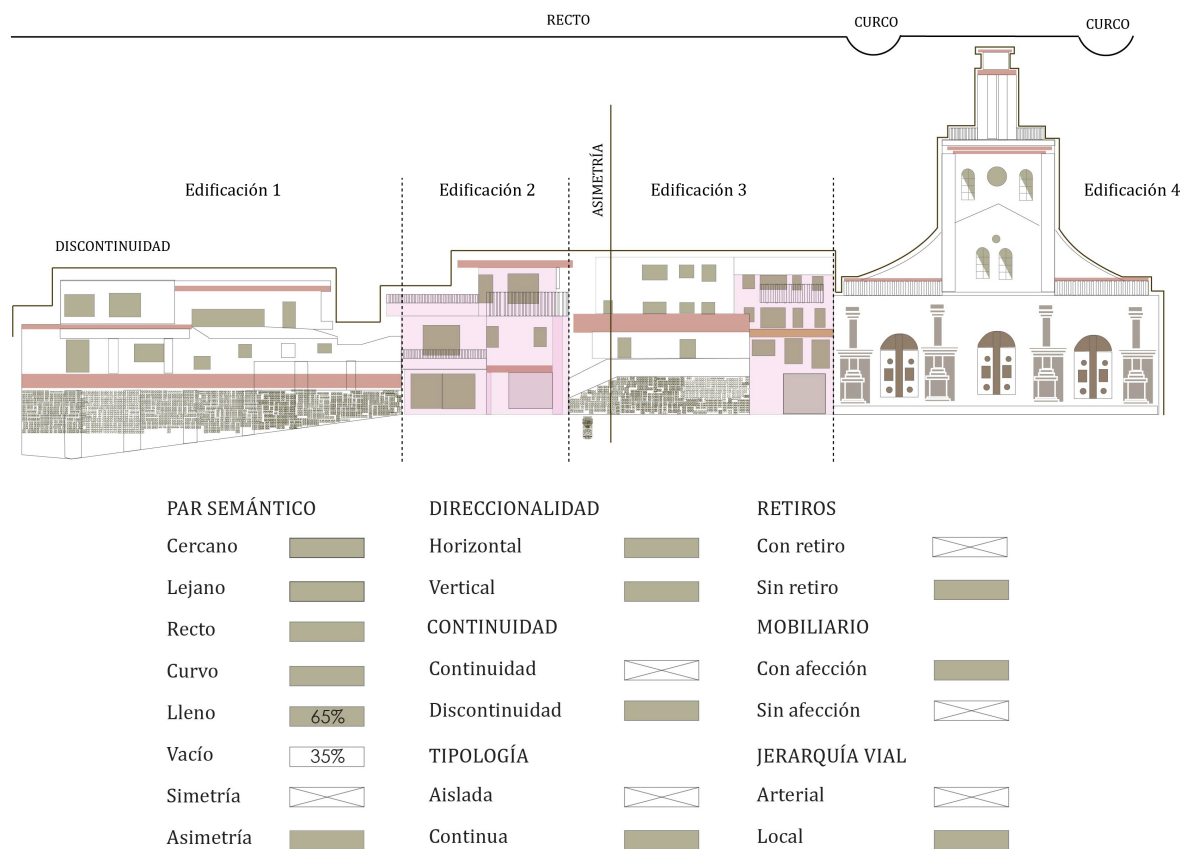 RECTO
CURCO
CURCO
ASIMETRÍA
Edificación 1
Edificación 2
Edificación 3
Edificación 4
DISCONTINUIDAD
PAR SEMÁNTICO
Cercano
Lejano
Recto
Curvo
Lleno 65%
Vacío 35%
Simetría
Asimetría
DIRECCIONALIDAD
Horizontal
Vertical
CONTINUIDAD
Continuidad
Discontinuidad
TIPOLOGÍA
Aislada
Continua
RETIROS
Con retiro
Sin retiro
MOBILIARIO
Con afección
Sin afección
JERARQUÍA VIAL
Arterial
Local